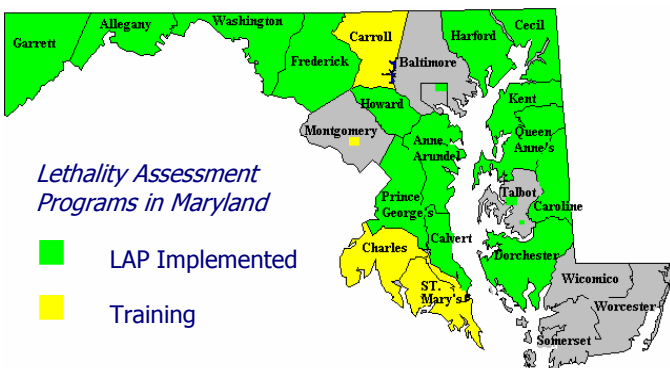 Garrett
Allegany
Washington
Frederick
Carroll
Baltimore
Harford
Cecil
Howard
Montgomery
Kent
Queen
Anne's
Anne
Arundel
Talbot
Caroline
Prince
George's
Calvert
Charles
ST.
Mary's
Dorchester
Wicomico
Worcester
Somerset
Lethality Assessment
Programs in Maryland
LAP Implemented
Training